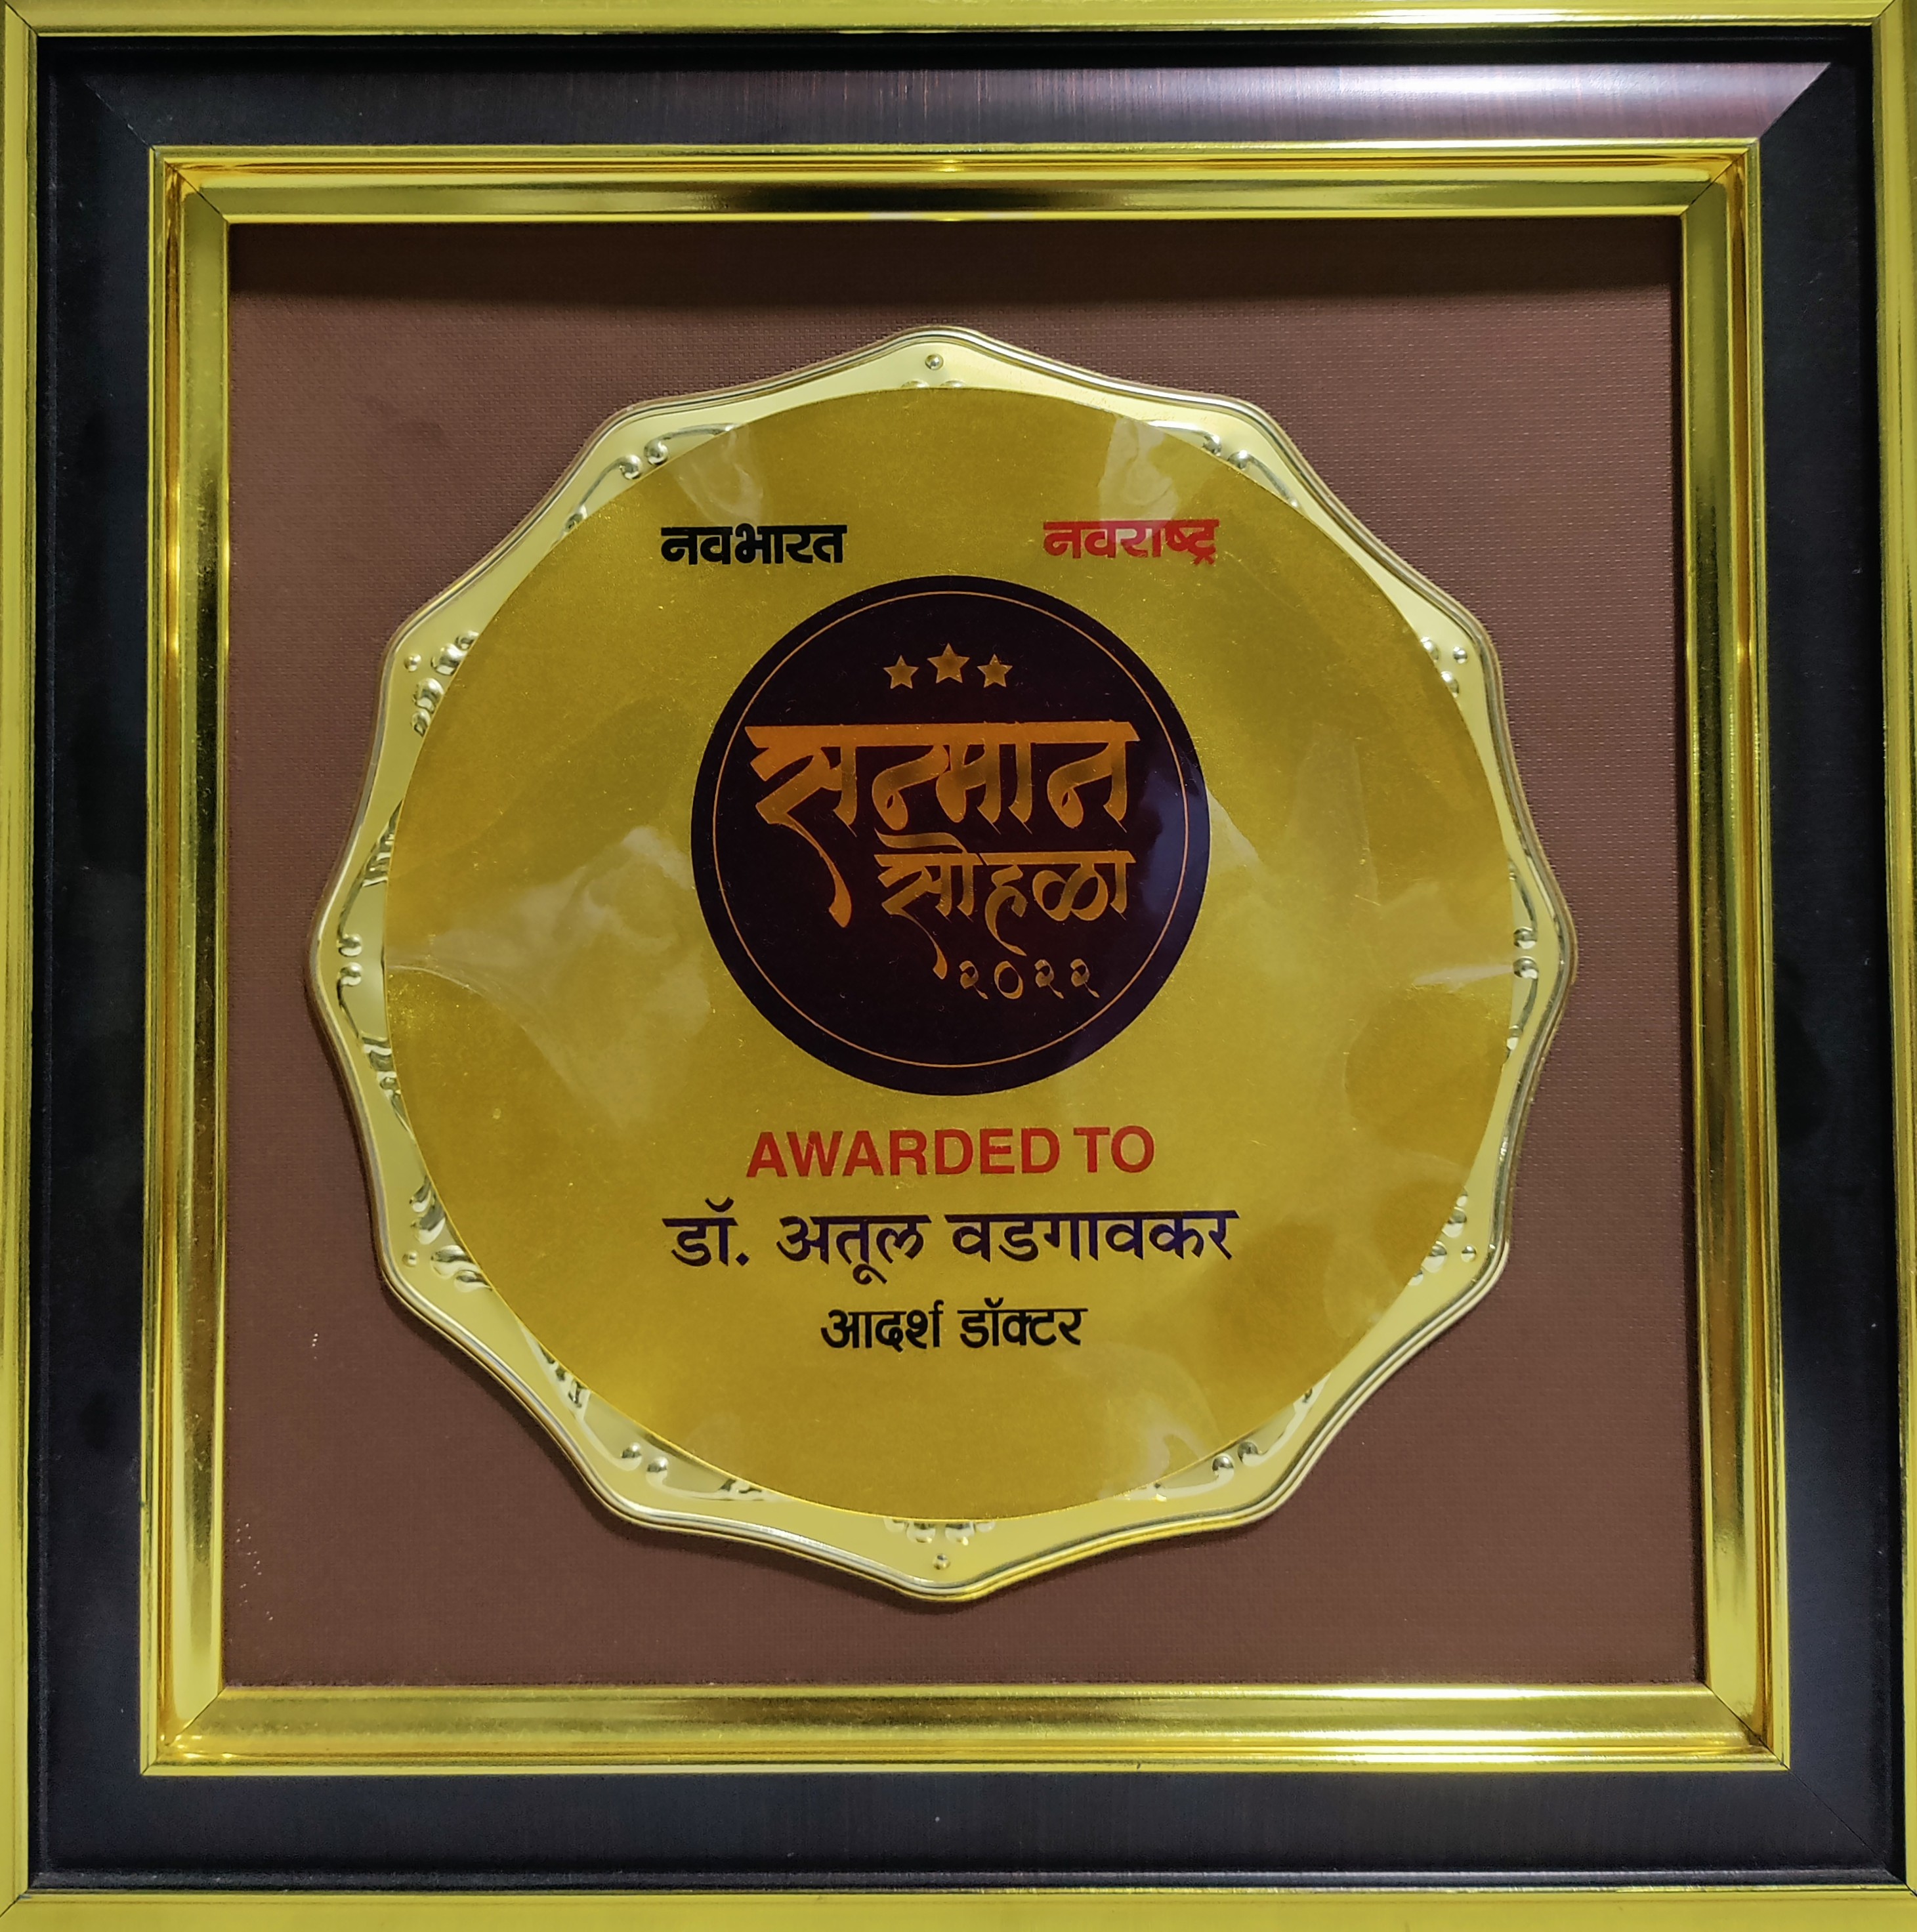 नवभारत नवराष्ट्र
सन्मान
सोहळा
२०२२
AWARDED TO
डॉ. अतूल वडगावकर
आदर्श डॉक्टर